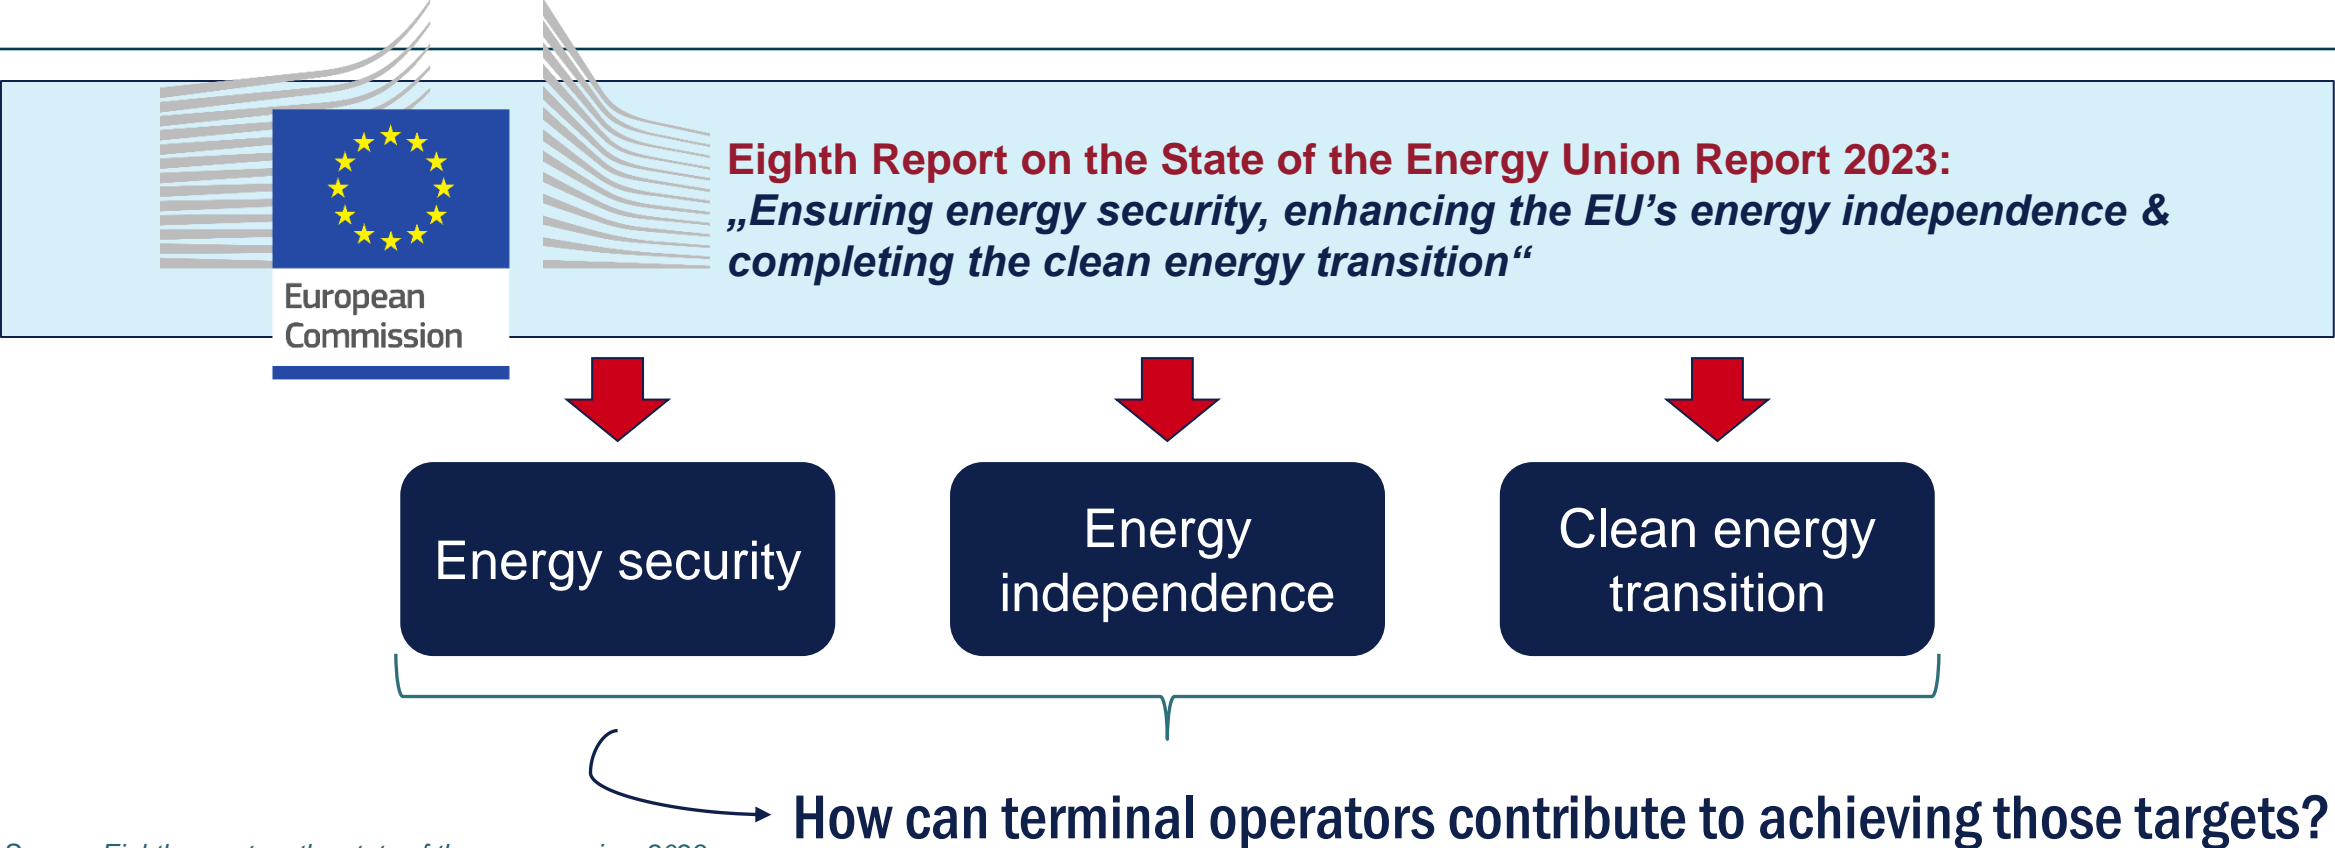 Eighth Report on the State of the Energy Union Report 2023:
„Ensuring energy security, enhancing the EU’s energy independence &
completing the clean energy transition“
European
Commission
Energy security
Energy
independence
Clean energy
transition
How can terminal operators contribute to achieving those targets?